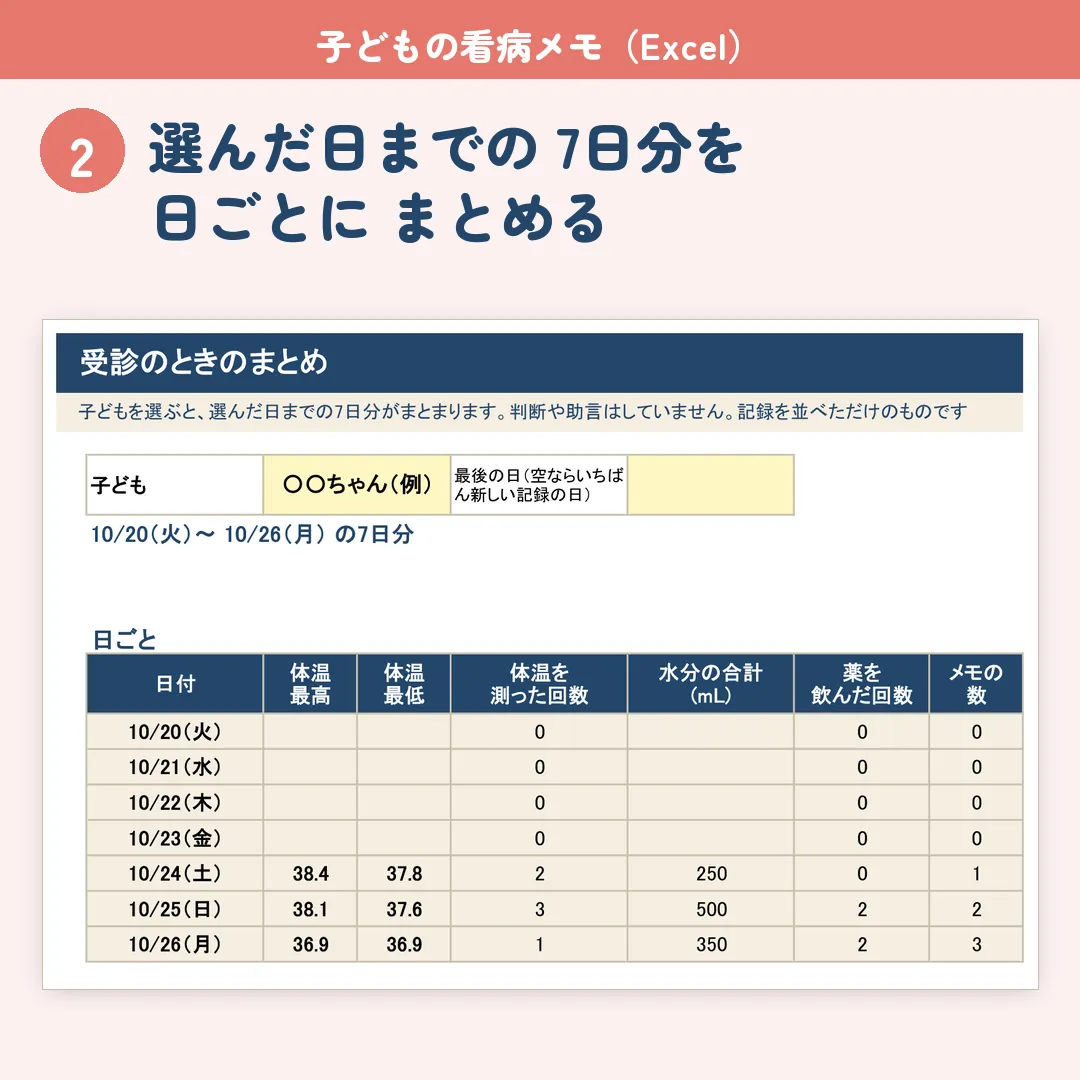 子どもの看病メモ（Excel）
2
選んだ日までの 7日分を
日ごとに まとめる
受診のときのまとめ
子どもを選ぶと、選んだ日までの7日分がまとまります。判断や助言はしていません。記録を並べただけのものです
子ども 〇〇ちゃん（例） 最後の日（空ならいちば
ん新しい記録の日）
10/20（火）～ 10/26（月） の7日分
日ごと
日付 体温 最高 体温 最低 体温を 測った回数 水分の合計 （mL） 薬を 飲んだ回数 メモの 数
10/20（火） 0 0 0
10/21（水） 0 0 0
10/22（木） 0 0 0
10/23（金） 0 0 0
10/24（土） 38.4 37.8 2 250 0 1
10/25（日） 38.1 37.6 3 500 2 2
10/26（月） 36.9 36.9 1 350 2 3